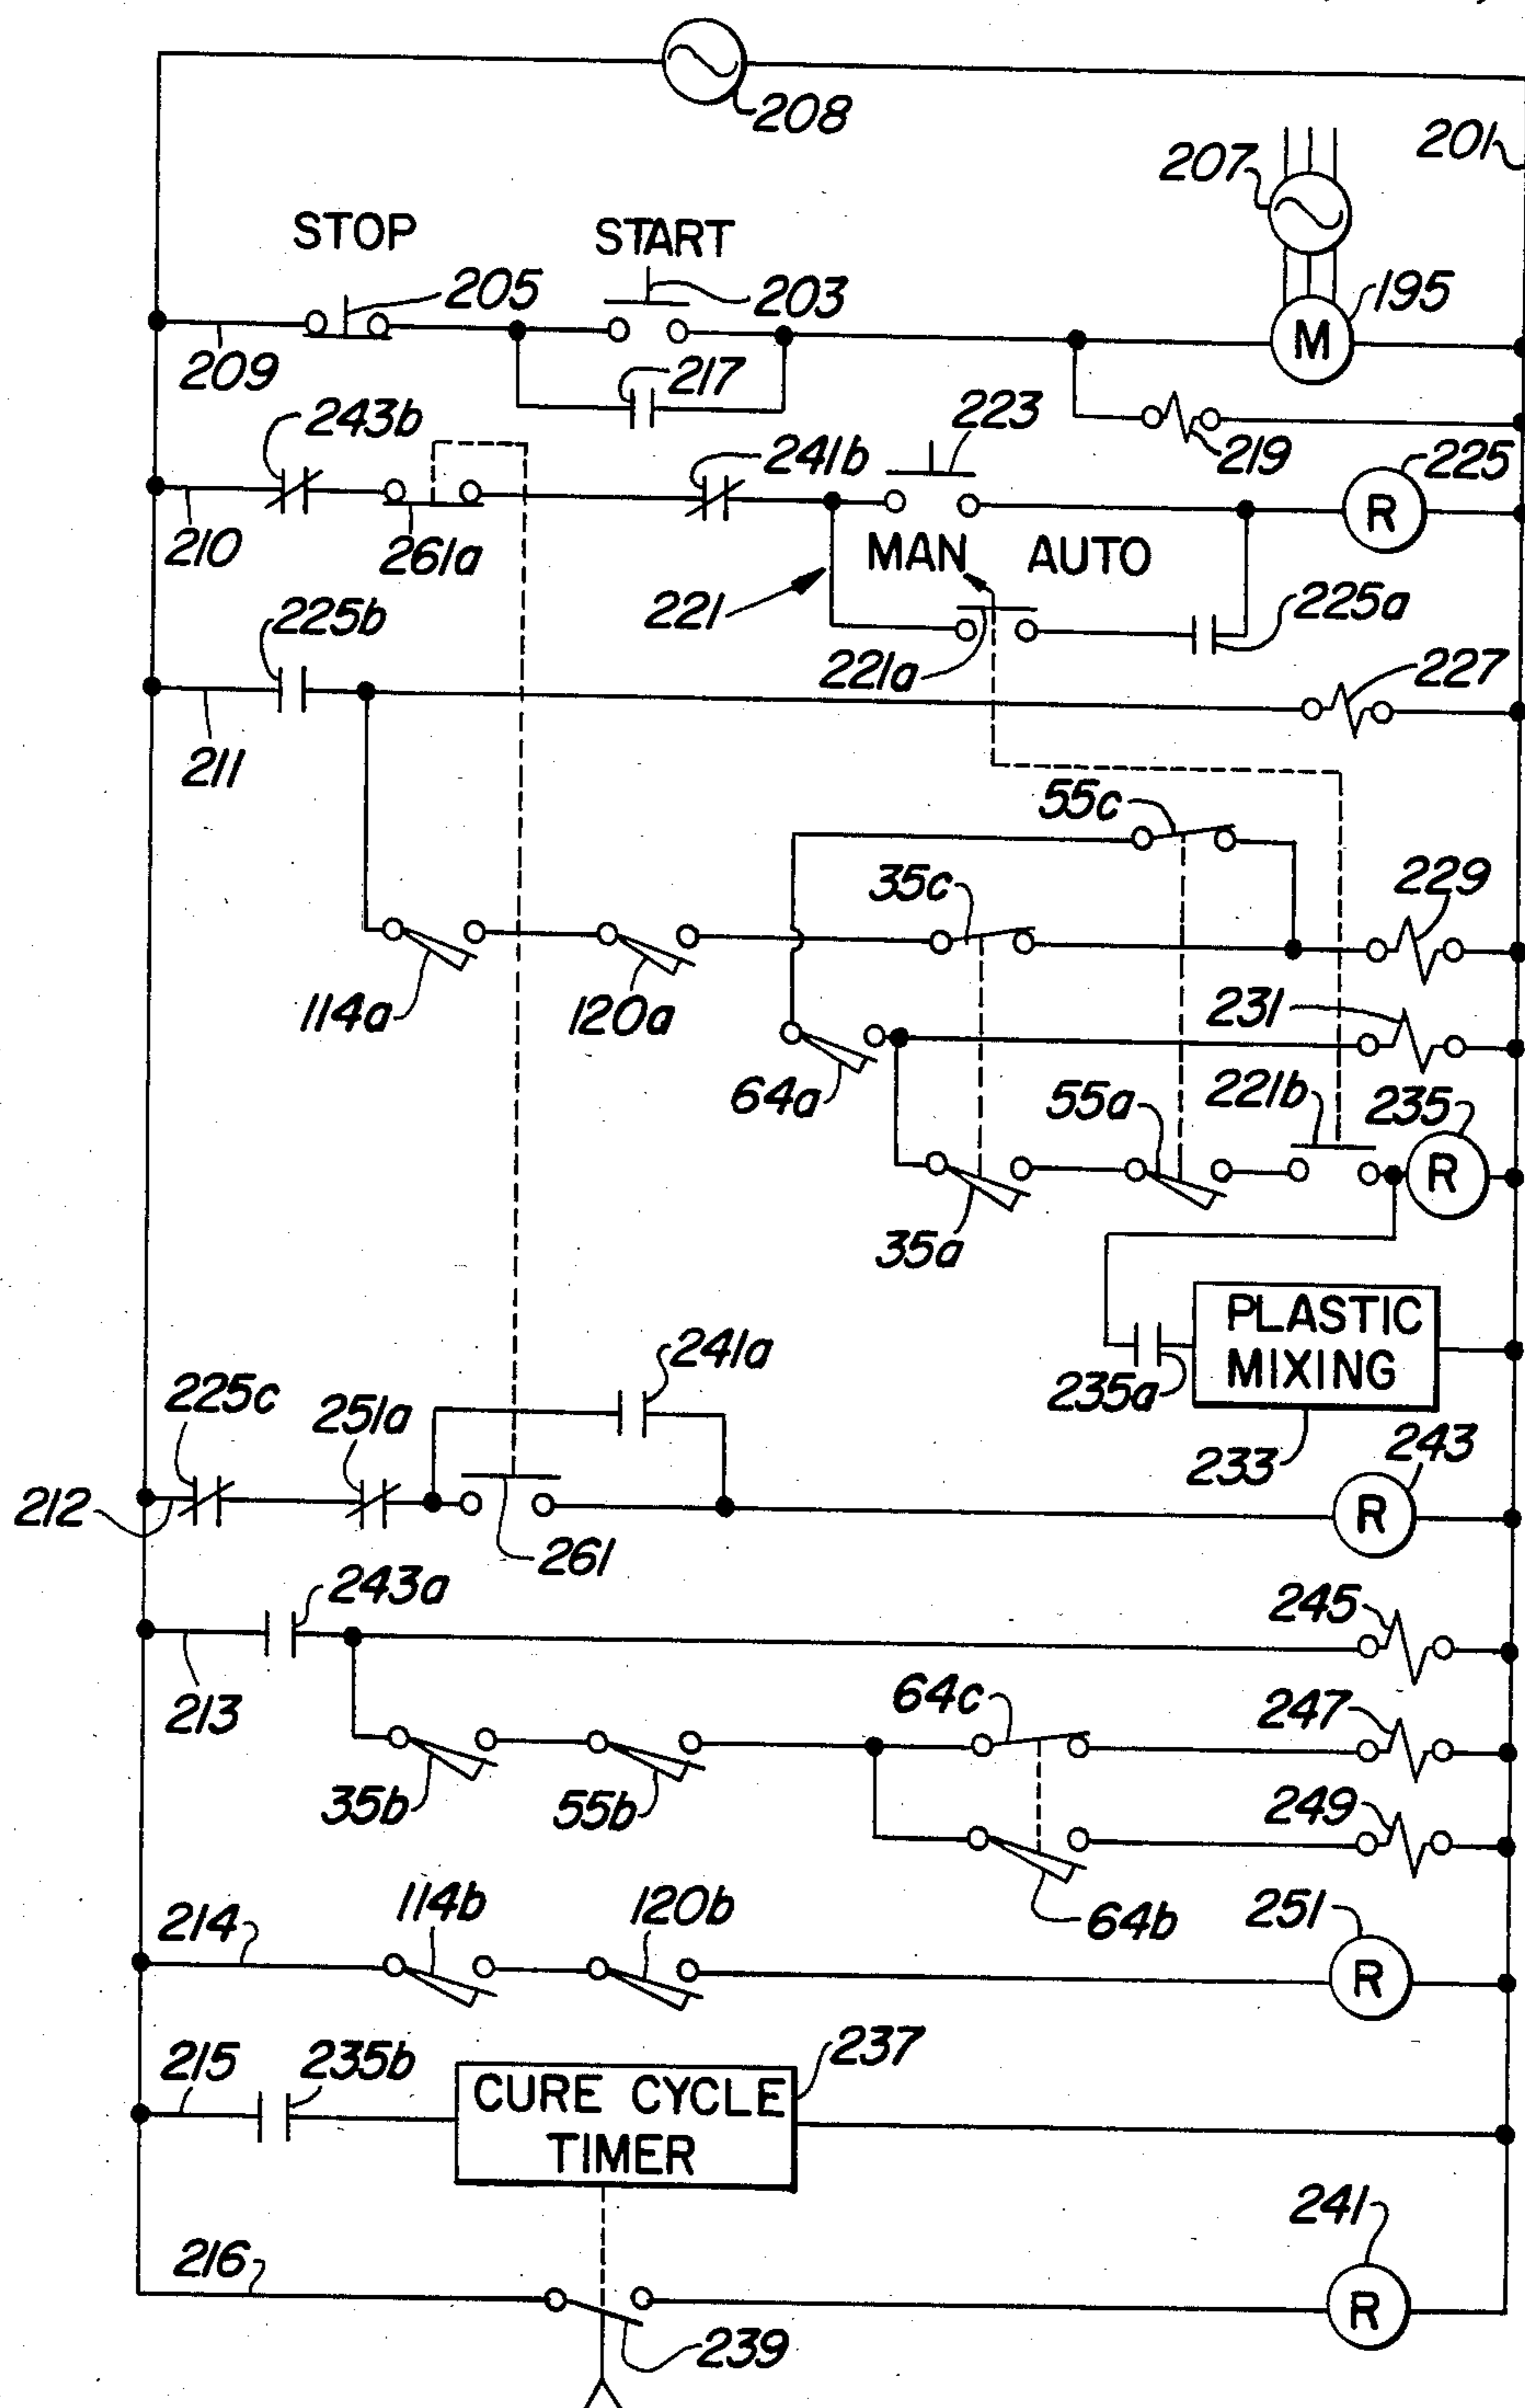 208
201
207
STOP
START
205
203
195
M
209
217
219
243b
241b
223
225
R
210
261a
MAN
AUTO
221
225a
221a
225b
227
211
55c
35c
229
114a
120a
231
64a
55a
221b
235
R
35a
PLASTIC
MIXING
235a
233
241a
225c
251a
243
R
212
261
243a
245
213
64c
247
35b
55b
249
64b
114b
120b
214
251
R
215
235b
237
CURE CYCLE
TIMER
241
216
R
239